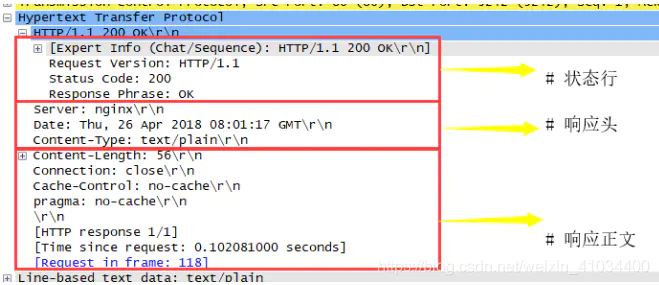 Hypertext Transfer Protocol
HTTP/1.1 200 OK\r\n
[Expert Info (Chat/Sequence): HTTP/1.1 200 OK\r\n]
Request Version: HTTP/1.1
Status Code: 200
Response Phrase: OK
# 状态行
Server: nginx\r\n
Date: Thu, 26 Apr 2018 08:01:17 GMT\r\n
Content-Type: text/plain\r\n
# 响应头
Content-Length: 56\r\n
Connection: close\r\n
Cache-Control: no-cache\r\n
pragma: no-cache\r\n
\r\n
[HTTP response 1/1]
[Time since request: 0.102081000 seconds]
[Request in frame: 118]
# 响应正文
https://blog.csdn.net/weixin_41034400
Line-based text data: text/plain